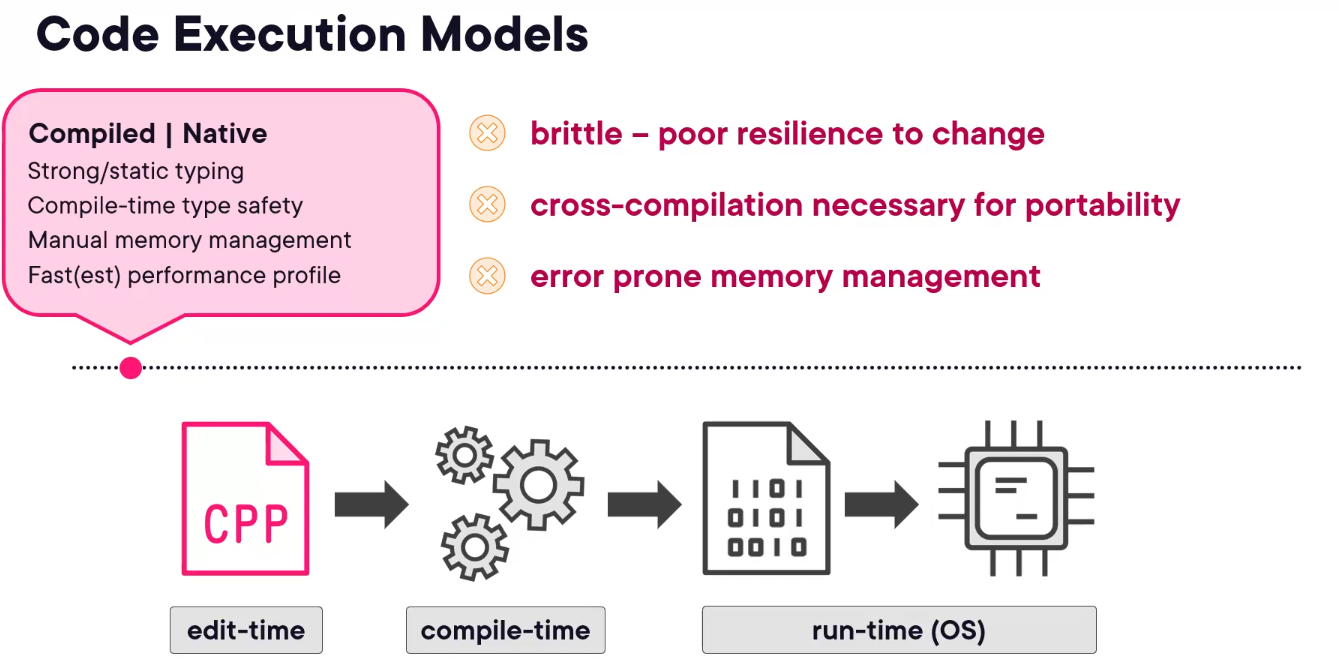 Code Execution Models
Compiled | Native
Strong/static typing
Compile-time type safety
Manual memory management
Fast(est) performance profile
brittle – poor resilience to change
cross-compilation necessary for portability
error prone memory management
CPP
1101
0101
0010
edit-time
compile-time
run-time (OS)